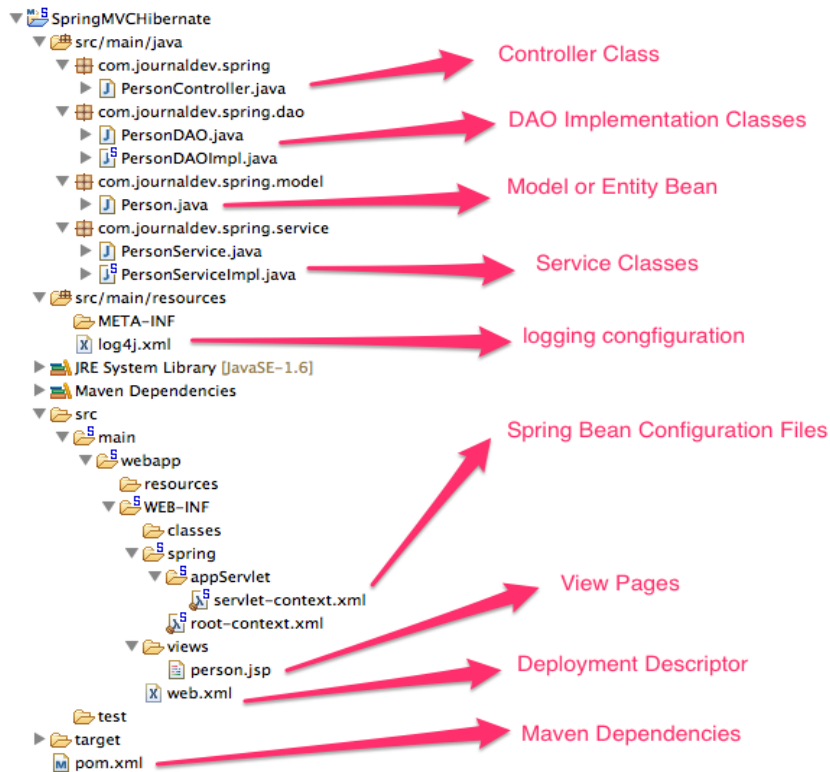 SpringMVCHibernate
src/main/java
com.journaldev.spring
Controller Class
PersonController.java
com.journaldev.spring.dao
DAO Implementation Classes
PersonDAO.java
PersonDAOImpl.java
com.journaldev.spring.model
Model or Entity Bean
Person.java
com.journaldev.spring.service
PersonService.java
Service Classes
PersonServiceImpl.java
src/main/resources
META-INF
logging congfiguration
log4j.xml
JRE System Library [JavaSE-1.6]
Maven Dependencies
src
Spring Bean Configuration Files
main
webapp
resources
WEB-INF
classes
spring
appServlet
View Pages
servlet-context.xml
root-context.xml
views
person.jsp
Deployment Descriptor
web.xml
test
target
Maven Dependencies
pom.xml